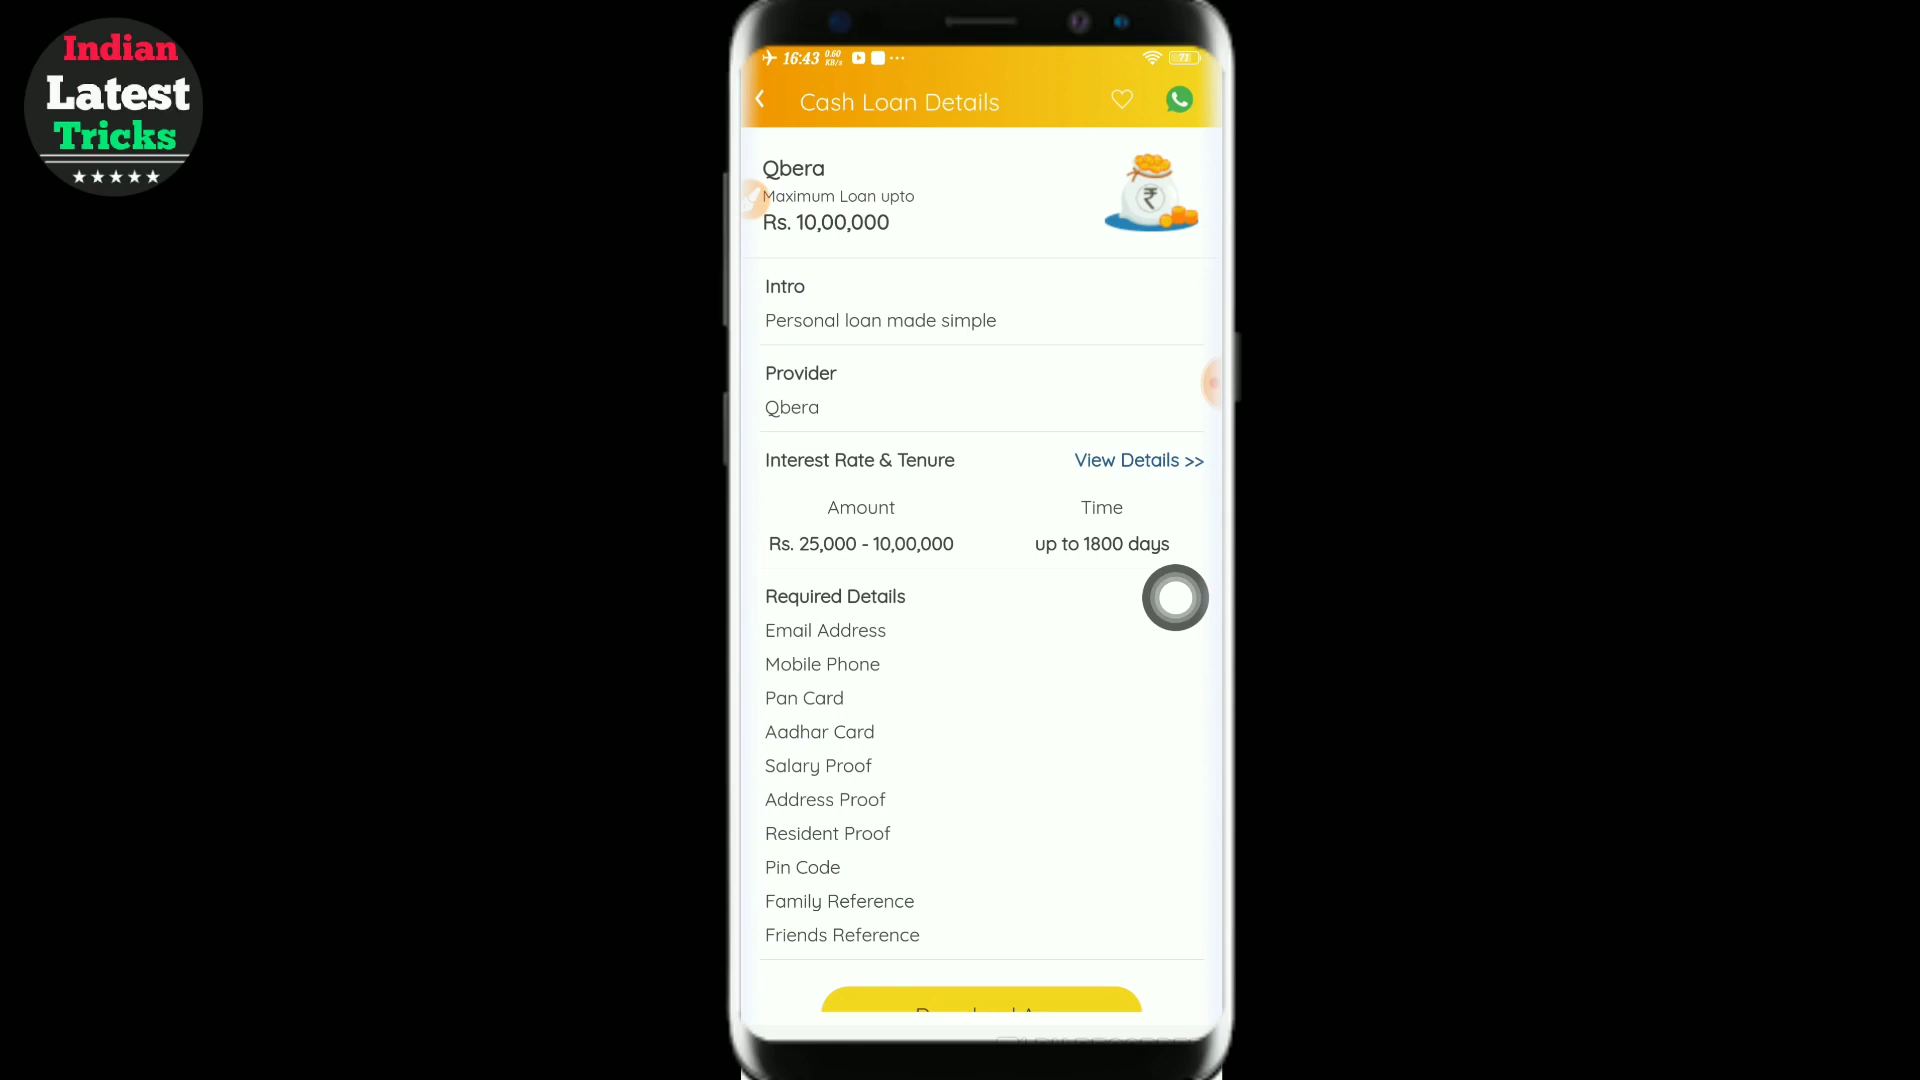 Indian
Latest
Tricks
16:43 0.60 KB/s
71
Cash Loan Details
Qbera
Maximum Loan upto
Rs. 10,00,000
Intro
Personal loan made simple
Provider
Qbera
Interest Rate & Tenure
View Details >>
Amount
Time
Rs. 25,000 - 10,00,000
up to 1800 days
Required Details
Email Address
Mobile Phone
Pan Card
Aadhar Card
Salary Proof
Address Proof
Resident Proof
Pin Code
Family Reference
Friends Reference